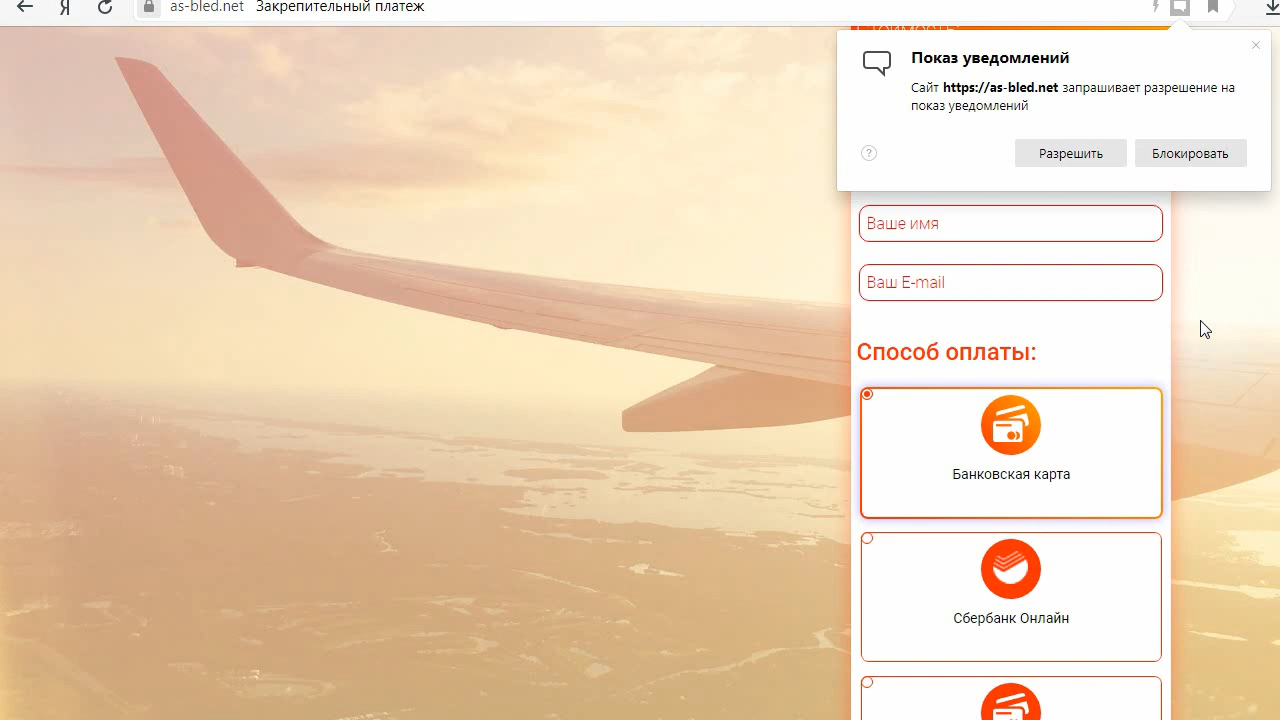 Я
as-bled.net Закрепительный платеж
Показ уведомлений
Сайт https://as-bled.net запрашивает разрешение на
показ уведомлений
?
Разрешить
Блокировать
Ваше имя
Ваш E-mail
Способ оплаты:
Банковская карта
Сбербанк Онлайн